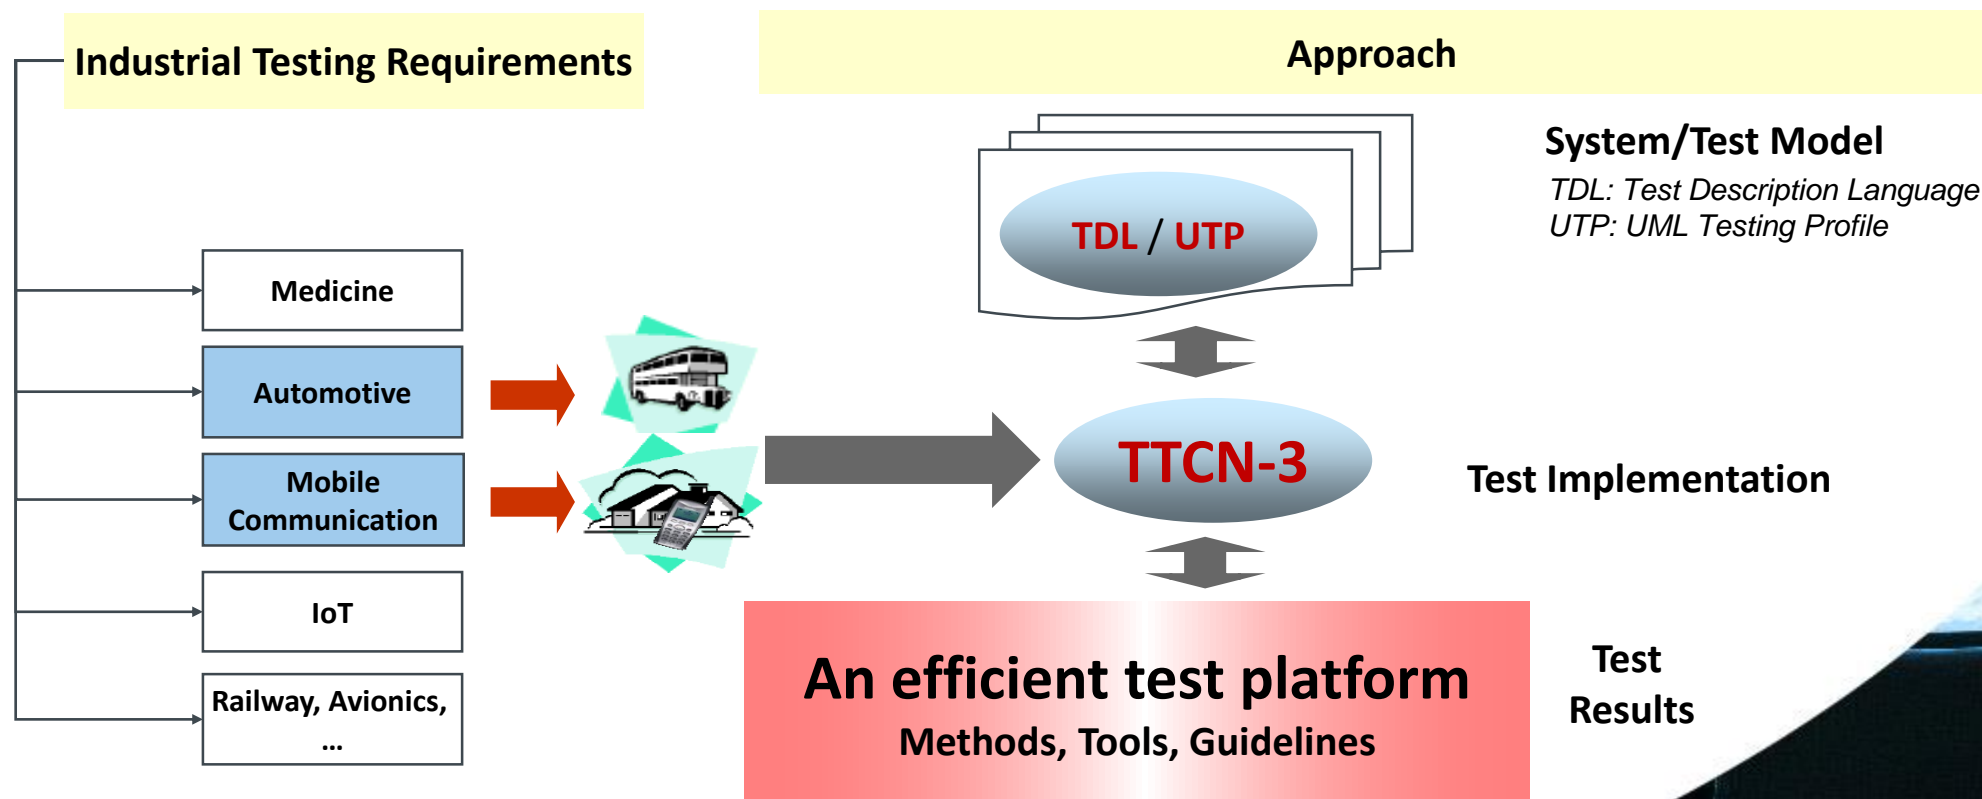 Industrial Testing Requirements
Approach
System/Test Model
TDL: Test Description Language
UTP: UML Testing Profile
TDL / UTP
Medicine
Automotive
Mobile
Communication
IoT
Railway, Avionics,
...
TTCN-3
Test Implementation
An efficient test platform
Methods, Tools, Guidelines
Test
Results